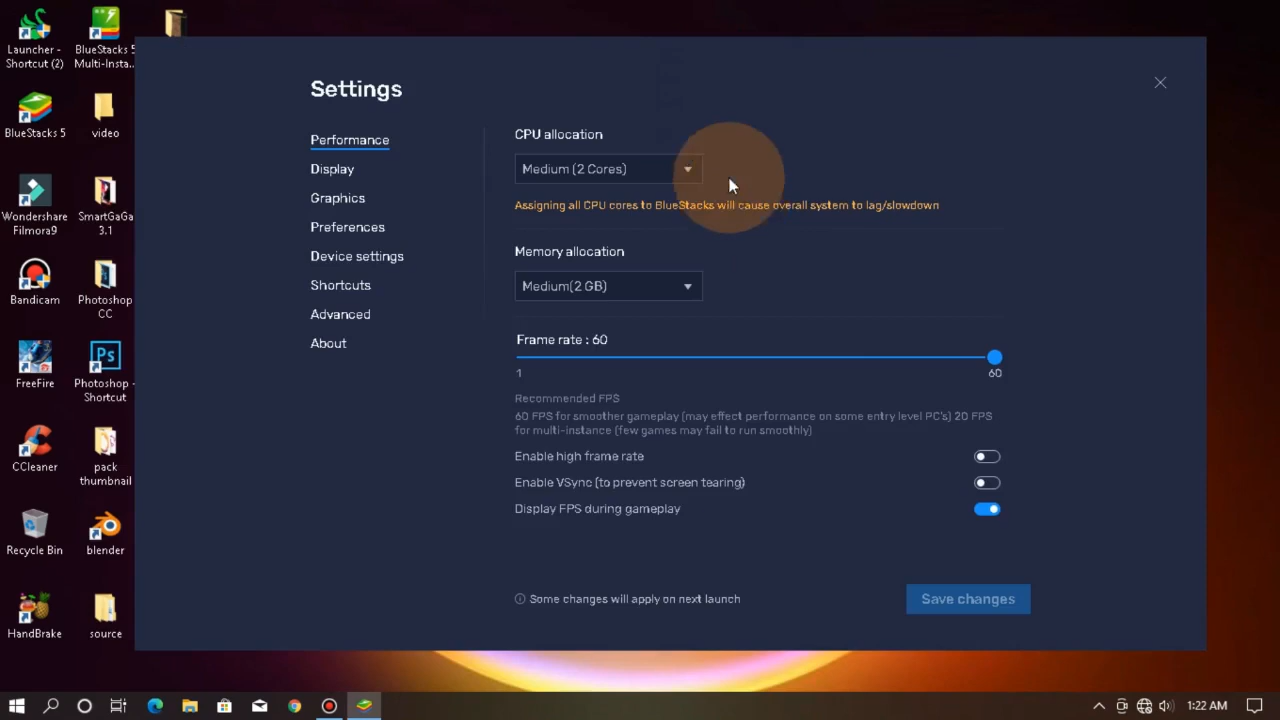 Launcher -
Shortcut (2)
BlueStacks 5
Multi-Insta...
BlueStacks 5
video
Wondershare
Filmora9
SmartGaGa
3.1
Bandicam
Photoshop
CC
FreeFire
Photoshop -
Shortcut
CCleaner
pack
thumbnail
Recycle Bin
blender
HandBrake
source
Settings
Performance
Display
Graphics
Preferences
Device settings
Shortcuts
Advanced
About
CPU allocation
Medium (2 Cores)
Assigning all CPU cores to BlueStacks will cause overall system to lag/slowdown
Memory allocation
Medium(2 GB)
Frame rate : 60
1
60
Recommended FPS
60 FPS for smoother gameplay (may effect performance on some entry level PC's) 20 FPS
for multi-instance (few games may fail to run smoothly)
Enable high frame rate
Enable VSync (to prevent screen tearing)
Display FPS during gameplay
Some changes will apply on next launch
Save changes
Ps
1:22 AM